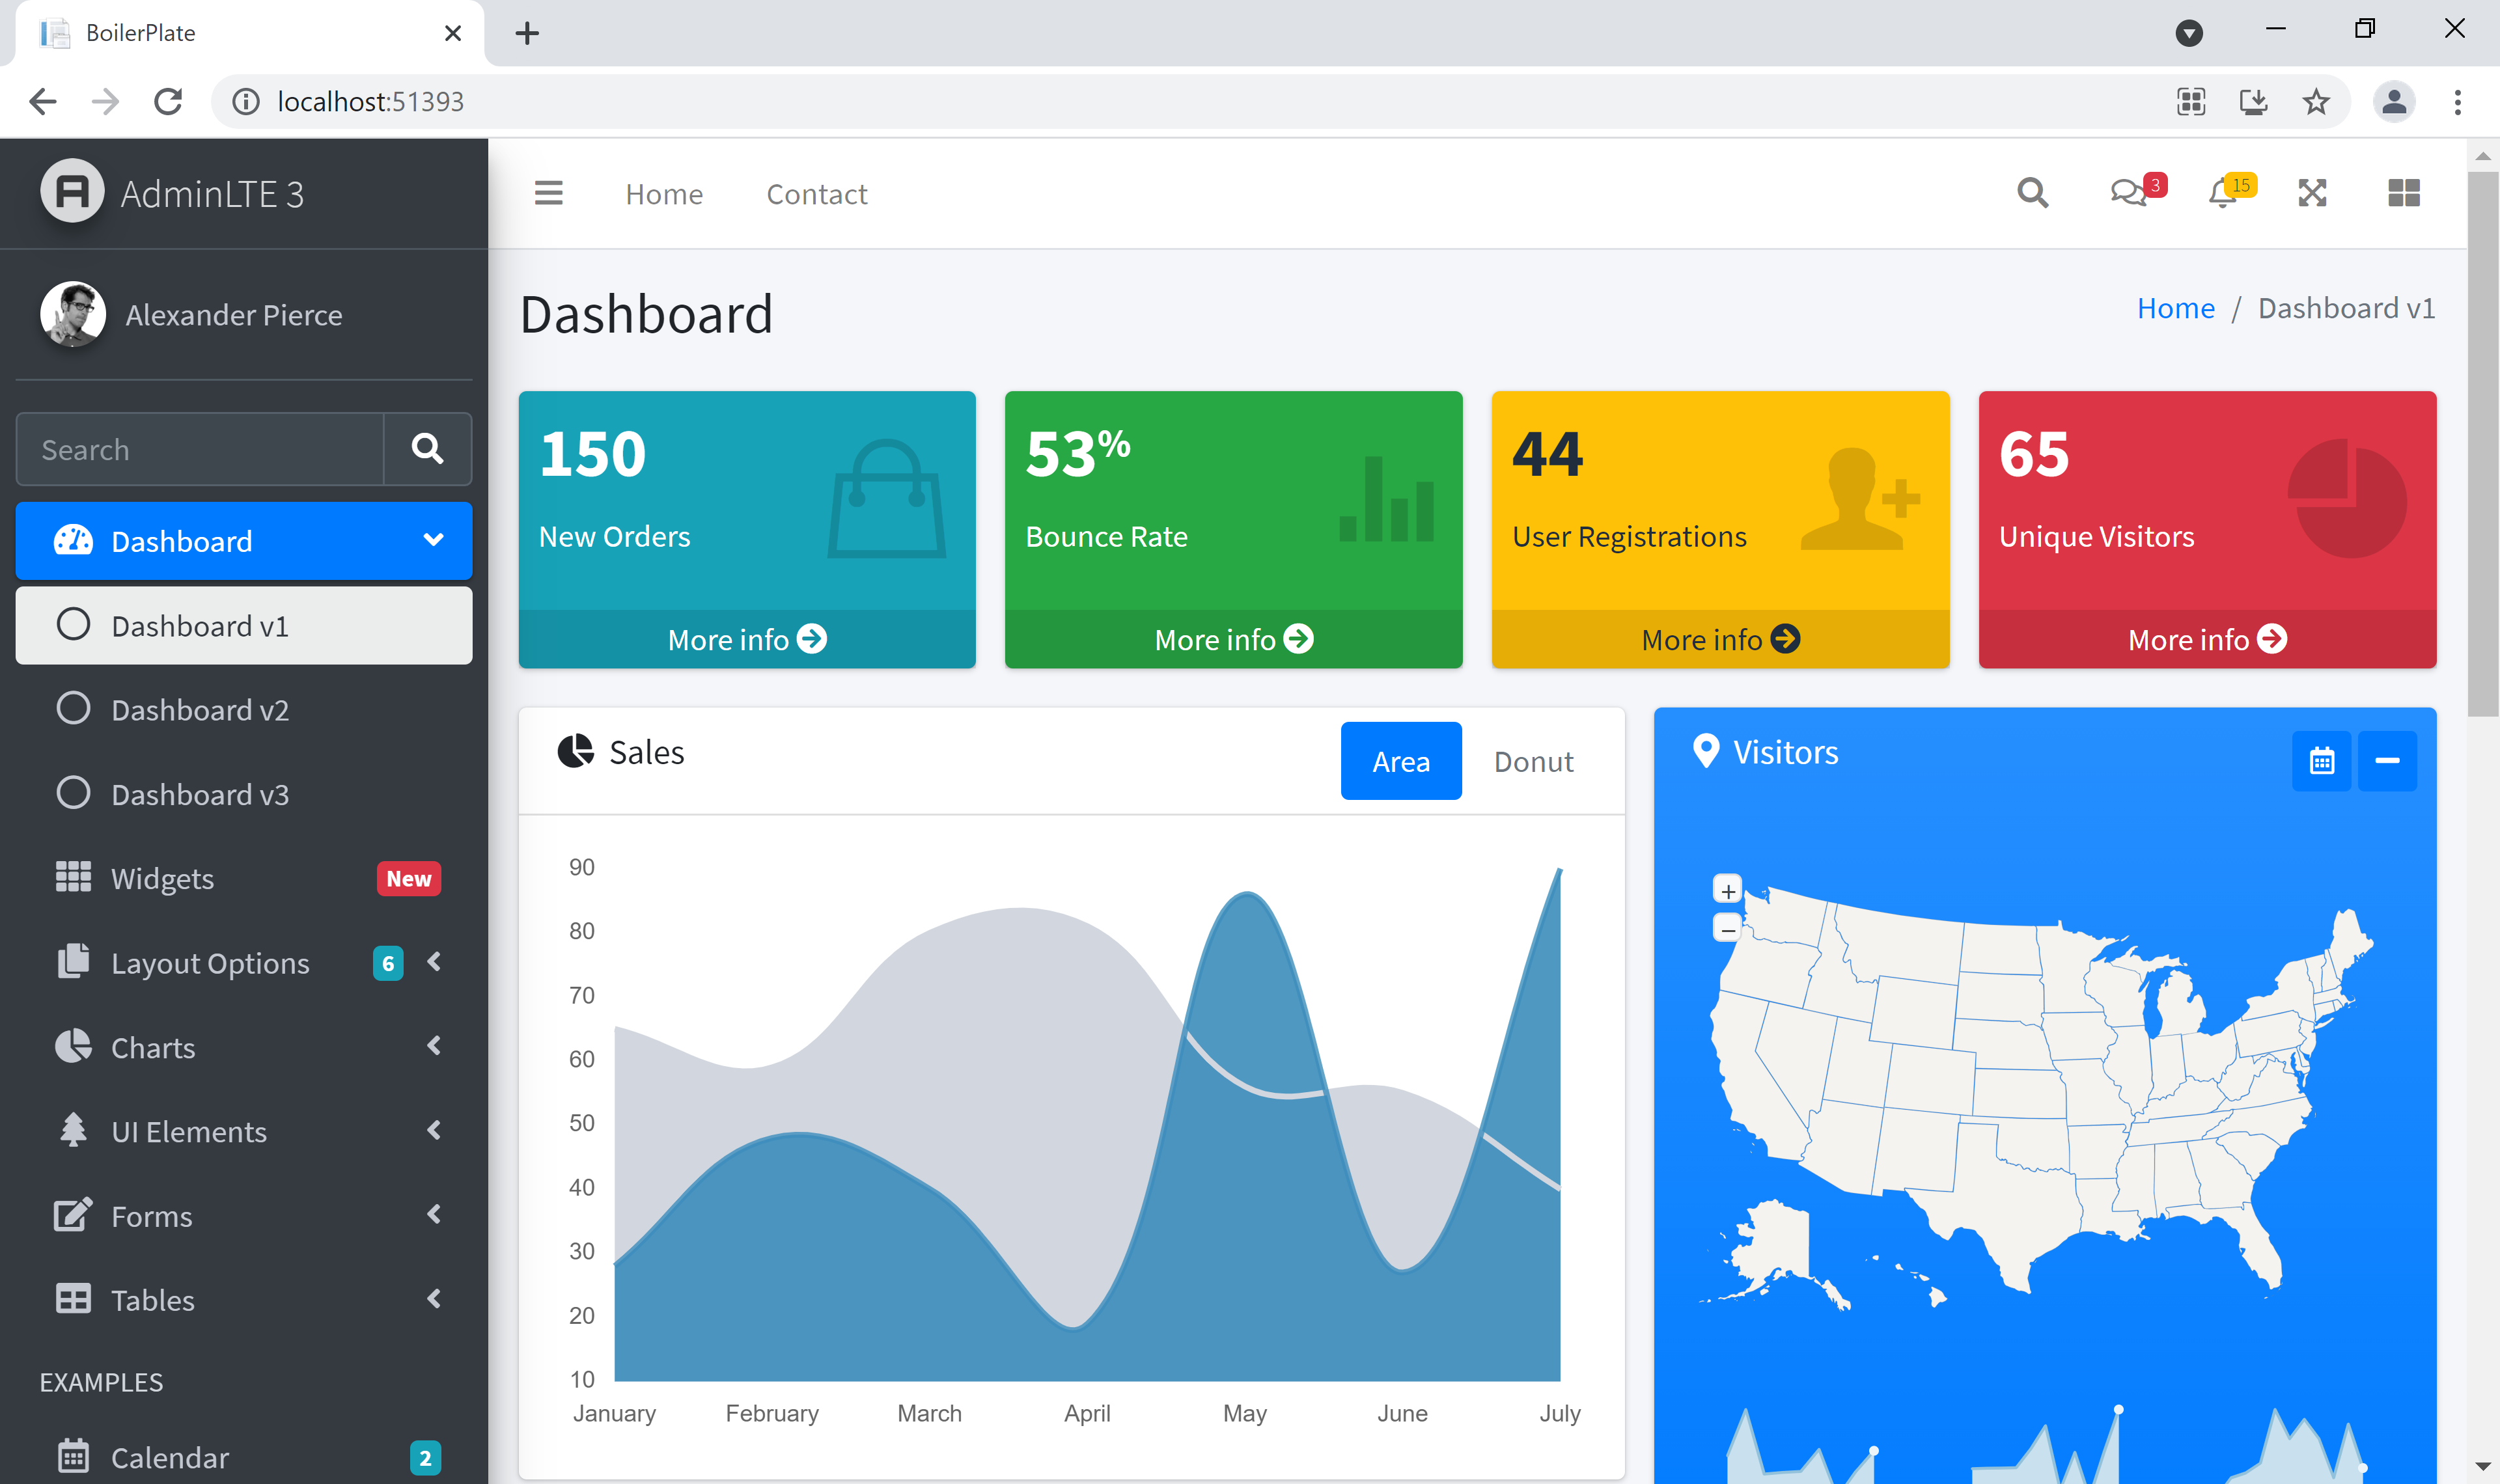 BoilerPlate
localhost:51393
AdminLTE 3
Home Contact 3 15
Alexander Pierce
Dashboard
Home / Dashboard v1
Search
Dashboard
Dashboard v1
Dashboard v2
Dashboard v3
Widgets New
Layout Options 6
Charts
UI Elements
Forms
Tables
EXAMPLES
Calendar 2
150
New Orders
More info
53%
Bounce Rate
More info
44
User Registrations
More info
65
Unique Visitors
More info
Sales
Area Donut
90
80
70
60
50
40
30
20
10
January February March April May June July
Visitors
+
−